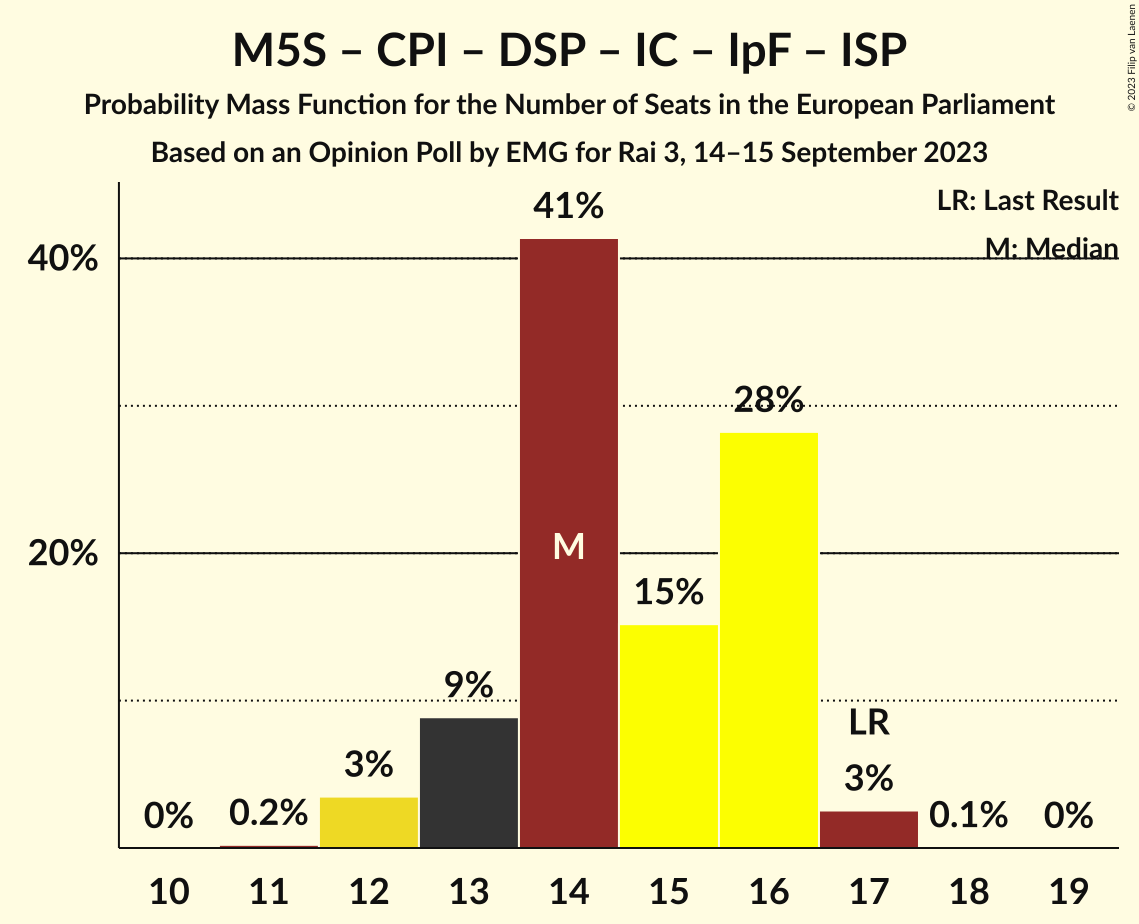 M5S – CPI – DSP – IC – IpF – ISP
Probability Mass Function for the Number of Seats in the European Parliament
Based on an Opinion Poll by EMG for Rai 3, 14–15 September 2023
© 2023 Filip van Laenen
LR: Last Result
M: Median
40%
20%
0%
0.2%
3%
9%
41%
M
15%
28%
LR
3%
0.1%
0%
10 11 12 13 14 15 16 17 18 19